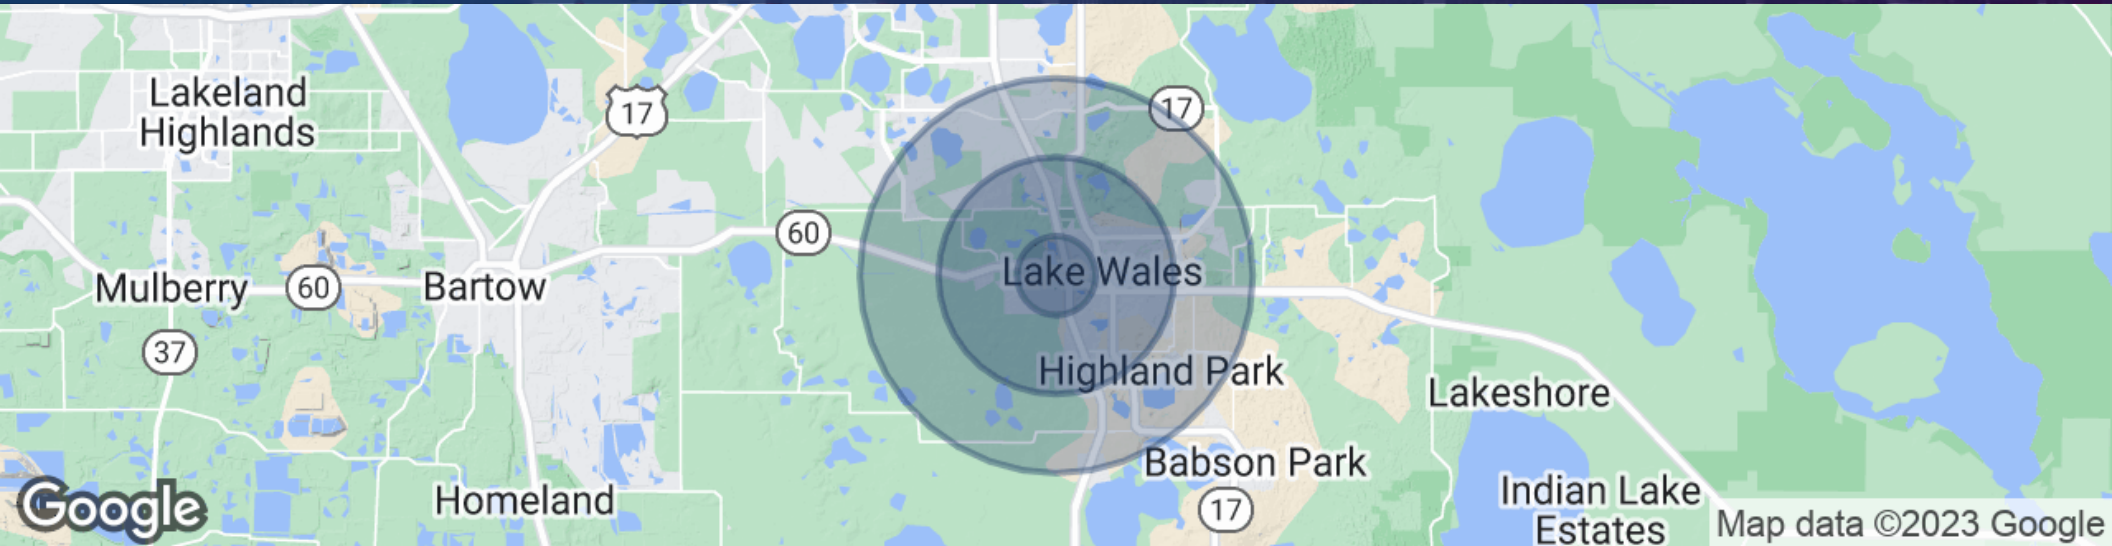 Lakeland
Highlands
17
17
60
Lake Wales
Mulberry
60
Bartow
37
Highland Park
Lakeshore
Babson Park
Homeland
17
Indian Lake
Estates
Google
Map data ©2023 Google